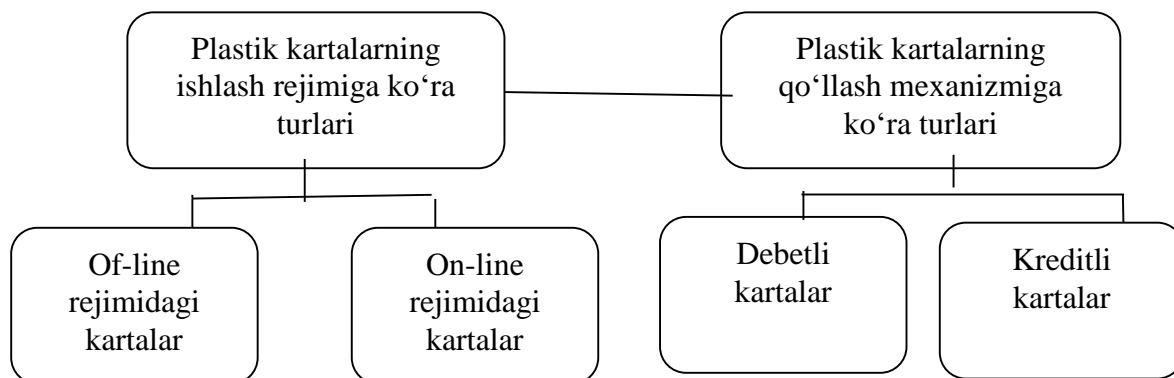 Plastik kartalarning
ishlash rejimiga ko‘ra
turlari
Plastik kartalarning
qo‘llash mexanizmiga
ko‘ra turlari
Of-line
rejimidagi
kartalar
On-line
rejimidagi
kartalar
Debetli
kartalar
Kreditli
kartalar